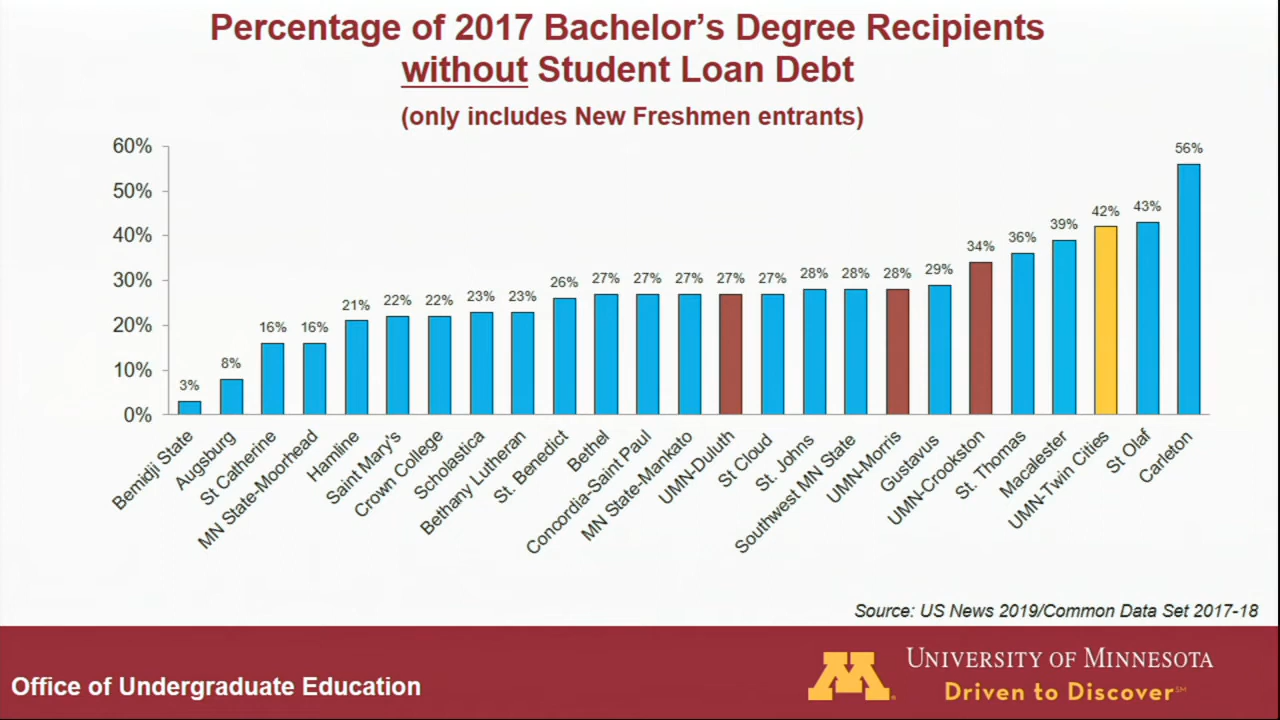 Percentage of 2017 Bachelor's Degree Recipients
without Student Loan Debt
(only includes New Freshmen entrants)
60%
50%
40%
30%
20%
10%
0%
3%
8%
16%
16%
21%
22%
22%
23%
23%
26%
27%
27%
27%
27%
27%
28%
28%
28%
29%
34%
36%
39%
42%
43%
56%
Bemidji State
Augsburg
St Catherine
MN State-Moorhead
Hamline
Saint Mary's
Crown College
Scholastica
Bethany Lutheran
St. Benedict
Bethel
Concordia-Saint Paul
MN State-Mankato
UMN-Duluth
St Cloud
St. Johns
Southwest MN State
UMN-Morris
Gustavus
UMN-Crookston
St. Thomas
Macalester
UMN-Twin Cities
St Olaf
Carleton
Source: US News 2019/Common Data Set 2017-18
Office of Undergraduate Education
M
UNIVERSITY OF MINNESOTA
Driven to Discover℠